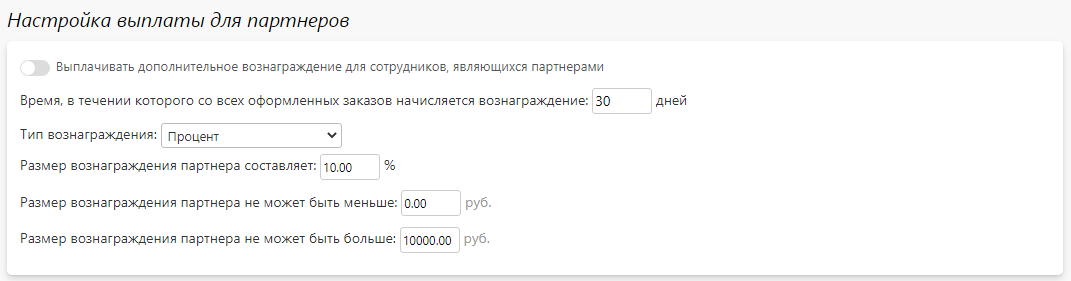 Настройка выплаты для партнеров
Выплачивать дополнительное вознаграждение для сотрудников, являющихся партнерами
Время, в течении которого со всех оформленных заказов начисляется вознаграждение: 30 дней
Тип вознаграждения: Процент
Размер вознаграждения партнера составляет: 10.00 %
Размер вознаграждения партнера не может быть меньше: 0.00 руб.
Размер вознаграждения партнера не может быть больше: 10000.00 руб.